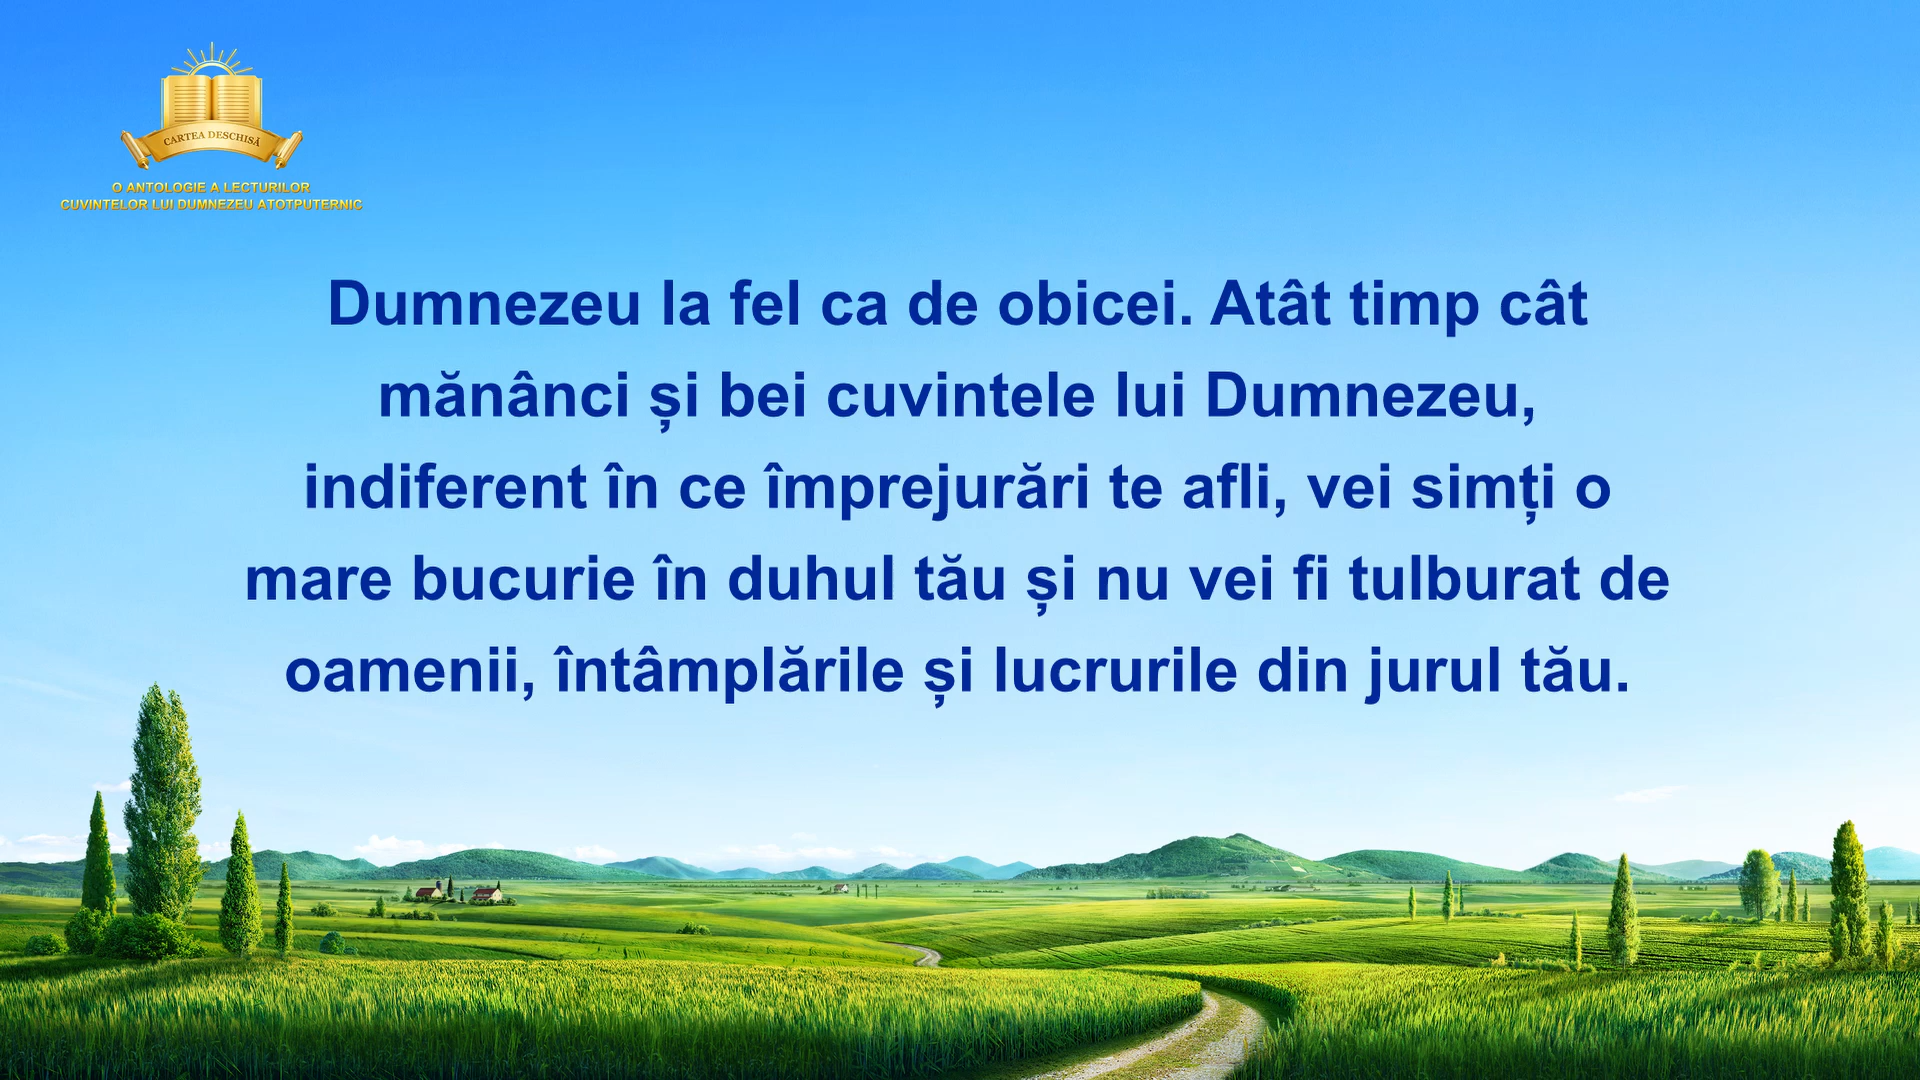 CARTEA DESCHISĂ
O ANTOLOGIE A LECTURILOR
CUVINTELOR LUI DUMNEZEU ATOTPUTERNIC
Dumnezeu la fel ca de obicei. Atât timp cât
mănânci și bei cuvintele lui Dumnezeu,
indiferent în ce împrejurări te afli, vei simți o
mare bucurie în duhul tău și nu vei fi tulburat de
oamenii, întâmplările și lucrurile din jurul tău.